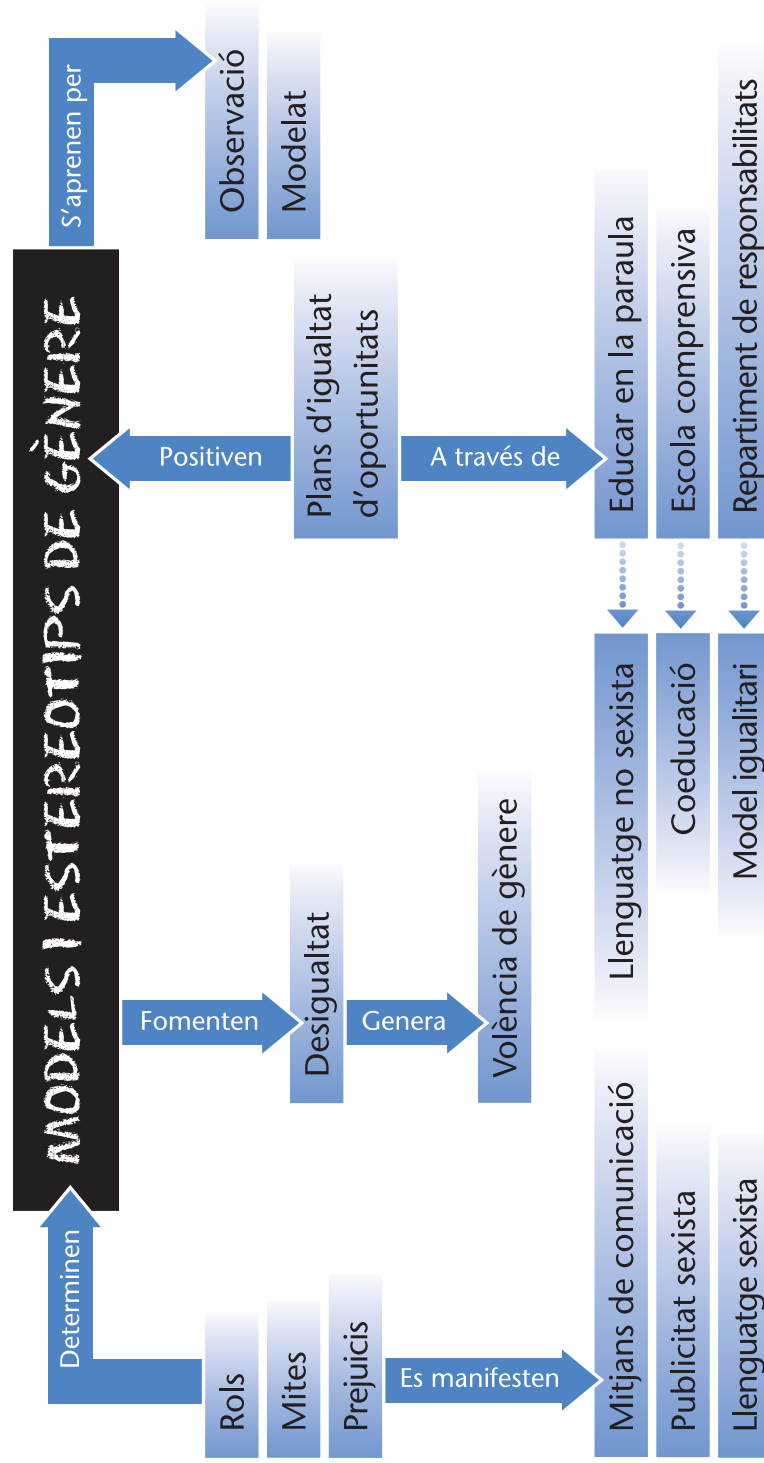 MODELS I ESTEREOTIPS DE GÈNERE
Determinen
Rols
Mites
Prejuicis
Es manifesten
Mitjans de comunicació
Publicitat sexista
Llenguatge sexista
Fomenten
Desigualtat
Genera
Volència de gènere
Positiven
Plans d’igualtat
d’oportunitats
A través de
Educar en la paraula
Escola comprensiva
Repartiment de responsabilitats
Llenguatge no sexista
Coeducació
Model igualitari
S’aprenen per
Observació
Modelat